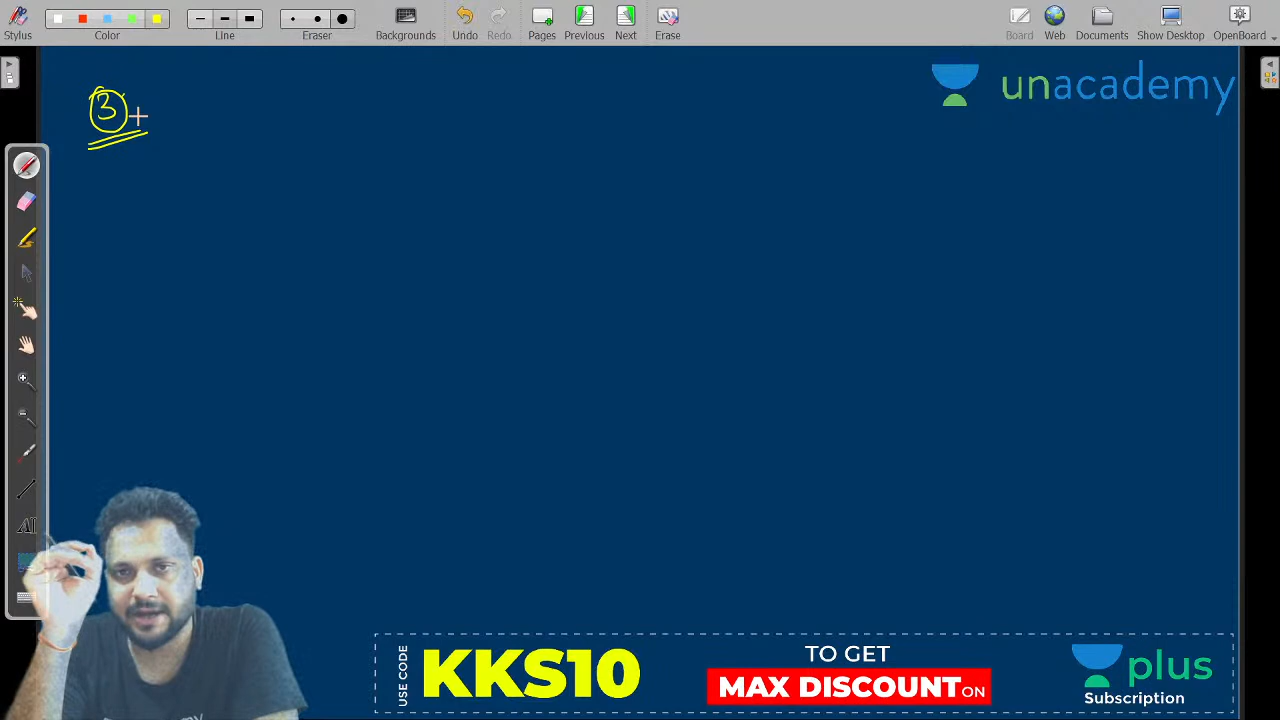 Stylus
Color
Line
Eraser
Backgrounds
Undo
Redo
Pages
Previous
Next
Erase
Board
Web
Documents
Show Desktop
OpenBoard
3
unacademy
AI
USE CODE
KKS10
TO GET
MAX DISCOUNT ON
plus
Subscription